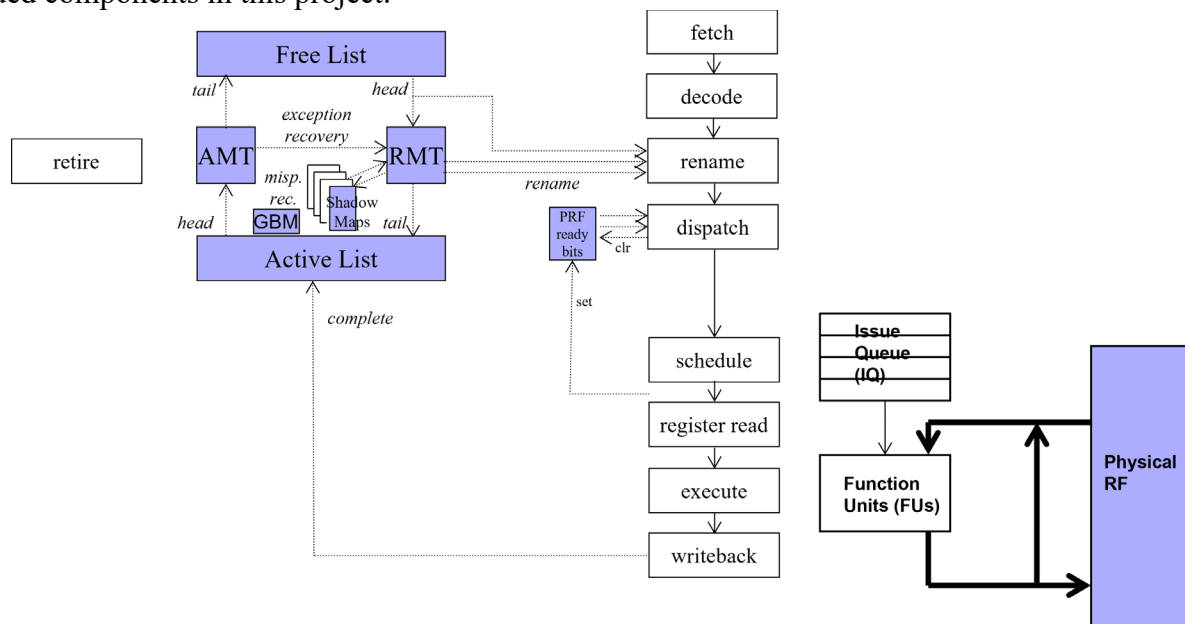 ded components in this project.
fetch
Free List
decode
tail
head
exception
recovery
retire
AMT
RMT
rename
misp.
rec.
rename
Shadow
Maps
GBM
head
tail
PRF
ready
bits
dispatch
clr
Active List
set
complete
Issue
Queue
(IQ)
schedule
register read
Physical
RF
Function
Units (FUs)
execute
writeback